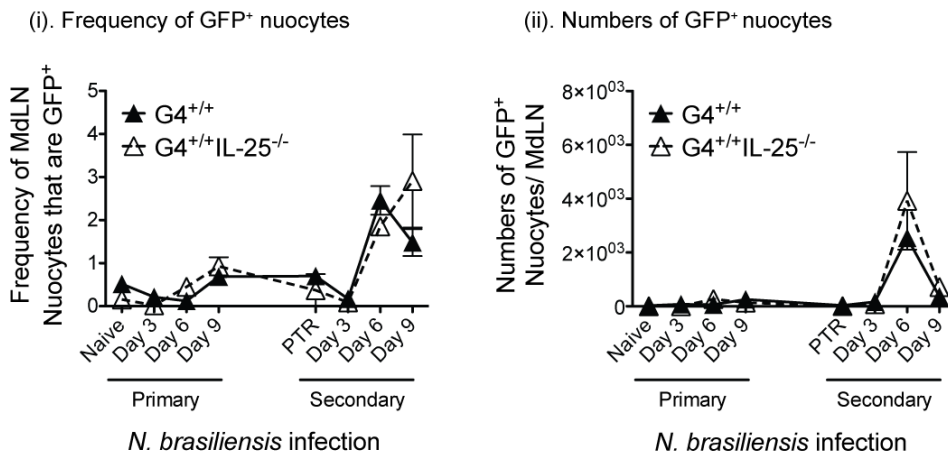 (i). Frequency of GFP⁺ nuocytes
Frequency of MdLN
Nuocytes that are GFP⁺
5
4
3
2
1
0
G4⁺/⁺
G4⁺/⁺IL-25⁻/⁻
Naive
Day 3
Day 6
Day 9
PTR
Day 3
Day 6
Day 9
Primary
Secondary
N. brasiliensis infection
(ii). Numbers of GFP⁺ nuocytes
Numbers of GFP⁺
Nuocytes/ MdLN
8×10⁰³
6×10⁰³
4×10⁰³
2×10⁰³
0
G4⁺/⁺
G4⁺/⁺IL-25⁻/⁻
Naive
Day 3
Day 6
Day 9
PTR
Day 3
Day 6
Day 9
Primary
Secondary
N. brasiliensis infection